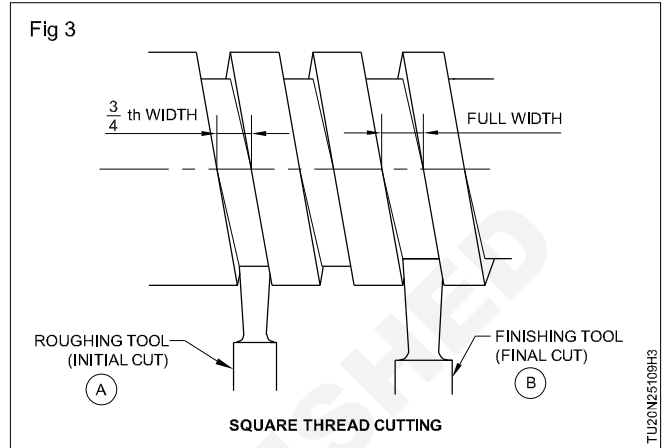 Fig 3
3/4 th WIDTH
FULL WIDTH
ROUGHING TOOL
(INITIAL CUT)
A
FINISHING TOOL
(FINAL CUT)
B
SQUARE THREAD CUTTING
TU20N25109H3
SHED